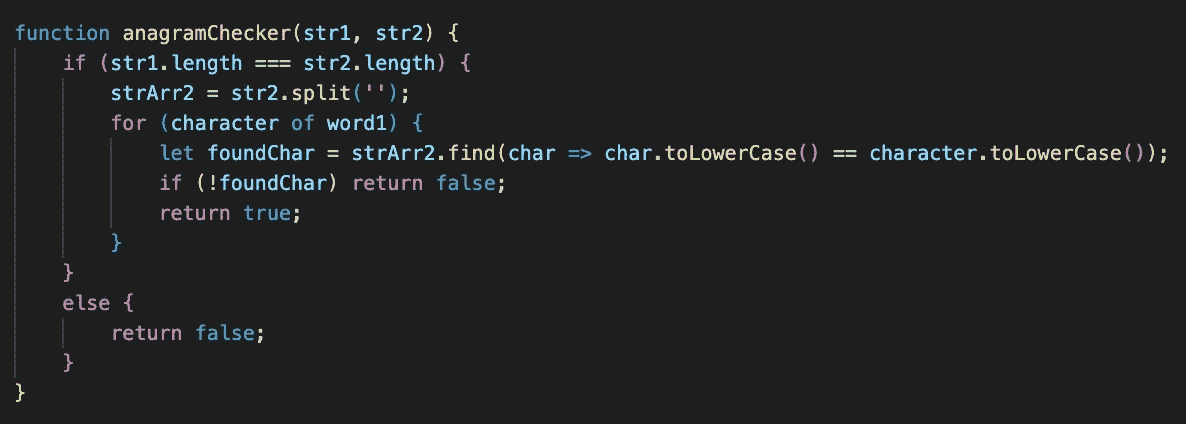 function anagramChecker(str1, str2) {
    if (str1.length === str2.length) {
        strArr2 = str2.split('');
        for (character of word1) {
            let foundChar = strArr2.find(char => char.toLowerCase() == character.toLowerCase());
            if (!foundChar) return false;
            return true;
        }
    }
    else {
        return false;
    }
}